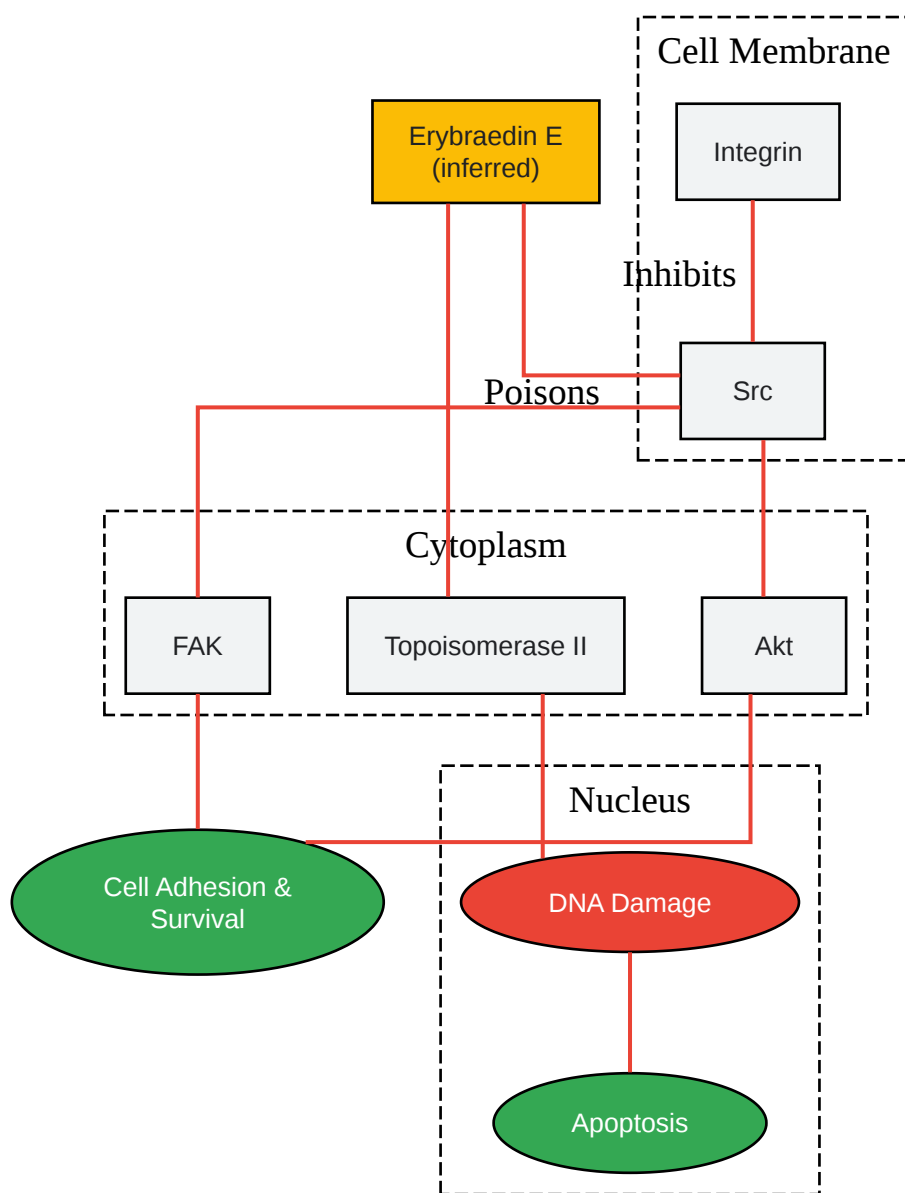 Cell Membrane
Erybraedin E
(inferred)
Integrin
Inhibits
Src
Poisons
Cytoplasm
FAK
Topoisomerase II
Akt
Nucleus
Cell Adhesion &
Survival
DNA Damage
Apoptosis